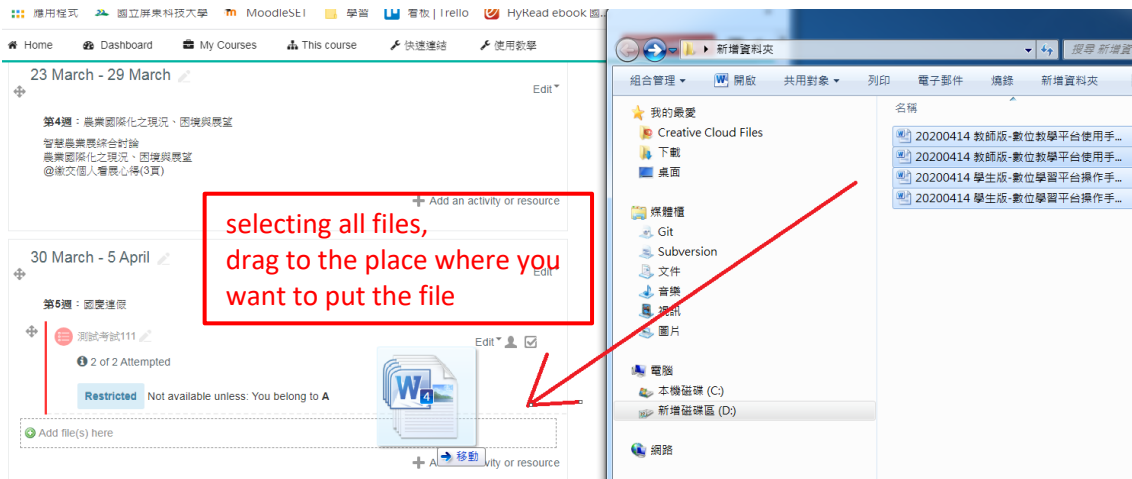 應用程式 國立屏東科技大學 MoodleSET 學習 看板 | Trello HyRead ebook 國...
Home Dashboard My Courses This course 快速連結 使用教學
23 March - 29 March
Edit
第4週：農業國際化之現況、困境與展望
智慧農業展綜合討論
農業國際化之現況、困境與展望
@繳交個人看展心得(3頁)
Add an activity or resource
30 March - 5 April
Edit
第5週：國慶連假
測試考試111
Edit
2 of 2 Attempted
Restricted Not available unless: You belong to A
Add file(s) here
4
移動
vity or resource
selecting all files,
drag to the place where you
want to put the file
新增資料夾
搜尋 新增資
組合管理 開啟 共用對象 列印 電子郵件 燒錄 新增資料夾
我的最愛
Creative Cloud Files
下載
桌面
媒體櫃
Git
Subversion
文件
音樂
視訊
圖片
電腦
本機磁碟 (C:)
新增磁碟區 (D:)
網路
名稱
20200414 教師版-數位教學平台使用手...
20200414 教師版-數位教學平台使用手...
20200414 學生版-數位學習平台操作手...
20200414 學生版-數位學習平台操作手...